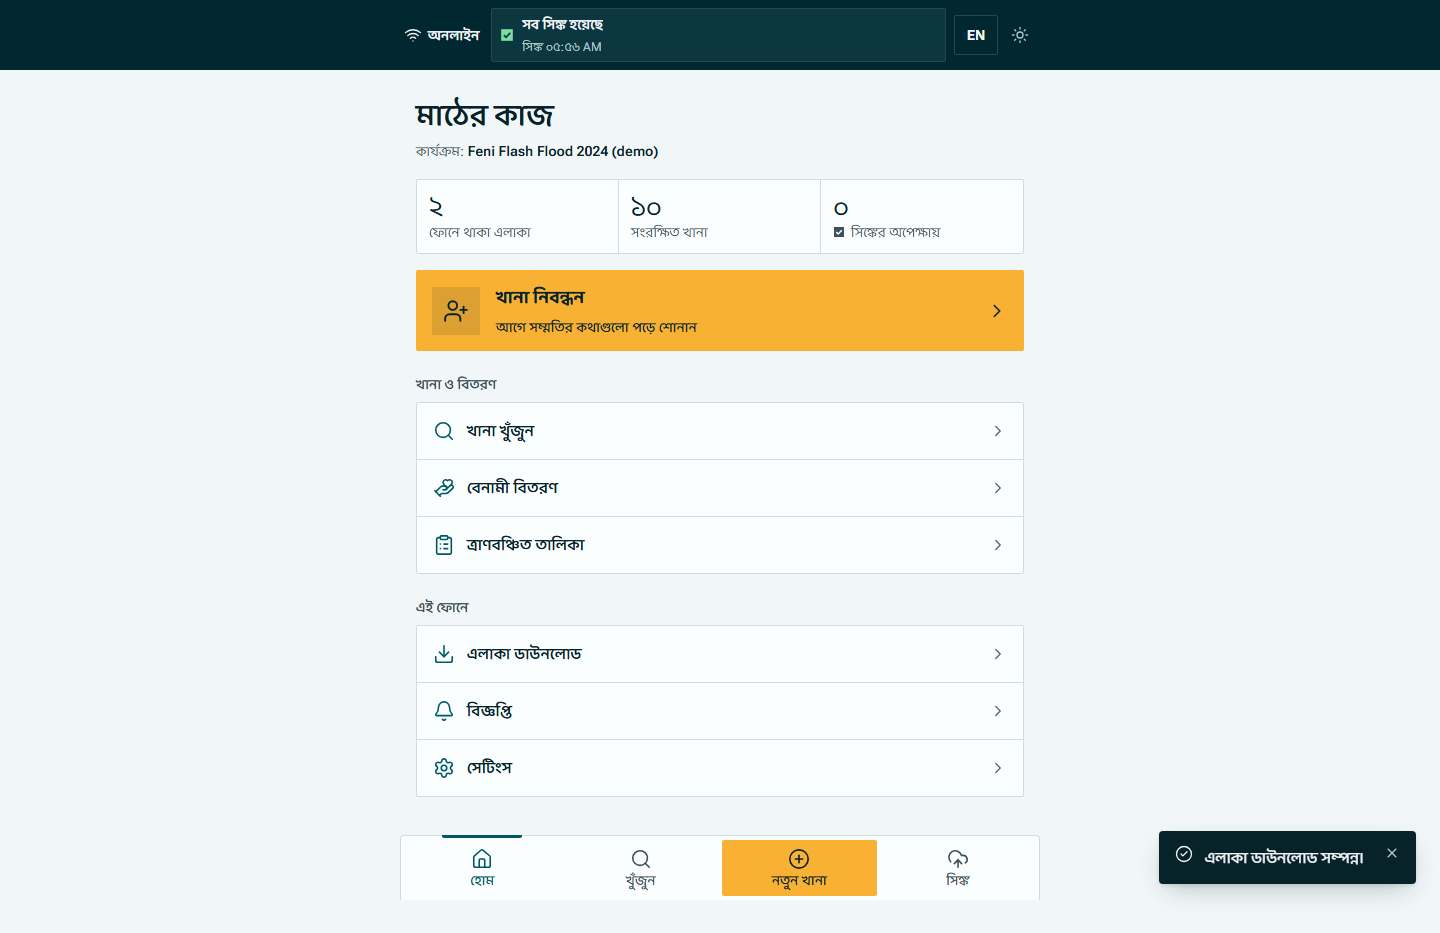 অনলাইন
সব সিঙ্ক হয়েছে
সিঙ্ক ০৫:৫৬ AM
EN
মাঠের কাজ
কার্যক্রম: Feni Flash Flood 2024 (demo)
২
ফোনে থাকা এলাকা
১০
সংরক্ষিত খানা
০
সিঙ্কের অপেক্ষায়
খানা নিবন্ধন
আগে সম্মতির কথাগুলো পড়ে শোনান
খানা ও বিতরণ
খানা খুঁজুন
বেনামী বিতরণ
ত্রাণবঞ্চিত তালিকা
এই ফোনে
এলাকা ডাউনলোড
বিজ্ঞপ্তি
সেটিংস
হোম
খুঁজুন
নতুন খানা
সিঙ্ক
এলাকা ডাউনলোড সম্পন্ন।